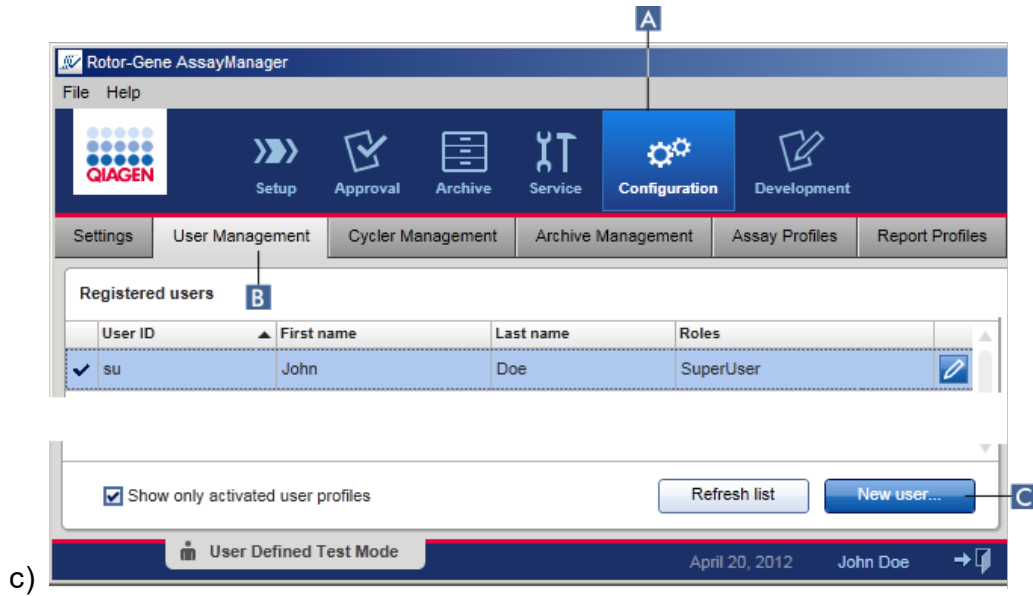 A
Rotor-Gene AssayManager
File Help
QIAGEN
Setup Approval Archive Service Configuration Development
Settings User Management Cycler Management Archive Management Assay Profiles Report Profiles
Registered users B
User ID First name Last name Roles
su John Doe SuperUser
Show only activated user profiles Refresh list New user... C
User Defined Test Mode April 20, 2012 John Doe
c)